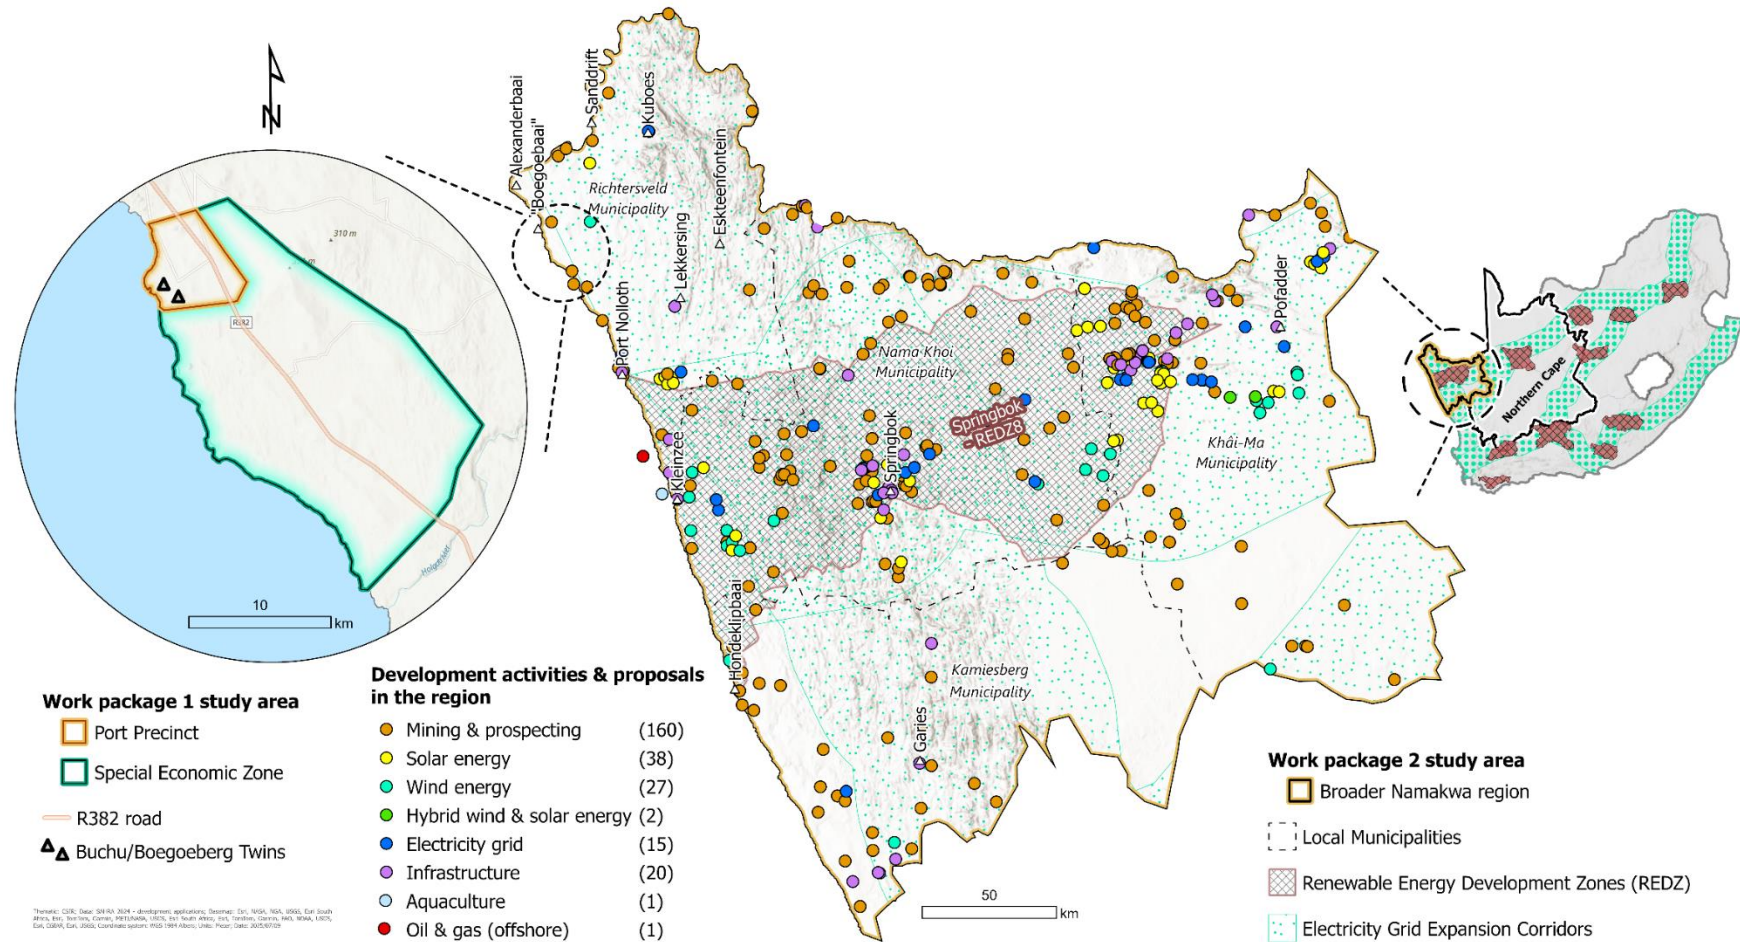 N
310 m
R382
10
km
Alexanderbaai
"Boegoebaai"
Sanddrift
Kuboes
Eskteenfontein
Lekkersing
Port Nolloth
Richtersveld
Municipality
Nama Khoi
Municipality
Springbok
- REDZ8
Springbok
Kleinzee
Hondeklipbaai
Pofadder
Khâi-Ma
Municipality
Kamiesberg
Municipality
Garies
50
km
Northern Cape
Work package 1 study area
Port Precinct
Special Economic Zone
R382 road
Buchu/Boegoeberg Twins
Development activities & proposals
in the region
Mining & prospecting (160)
Solar energy (38)
Wind energy (27)
Hybrid wind & solar energy (2)
Electricity grid (15)
Infrastructure (20)
Aquaculture (1)
Oil & gas (offshore) (1)
Work package 2 study area
Broader Namakwa region
Local Municipalities
Renewable Energy Development Zones (REDZ)
Electricity Grid Expansion Corridors